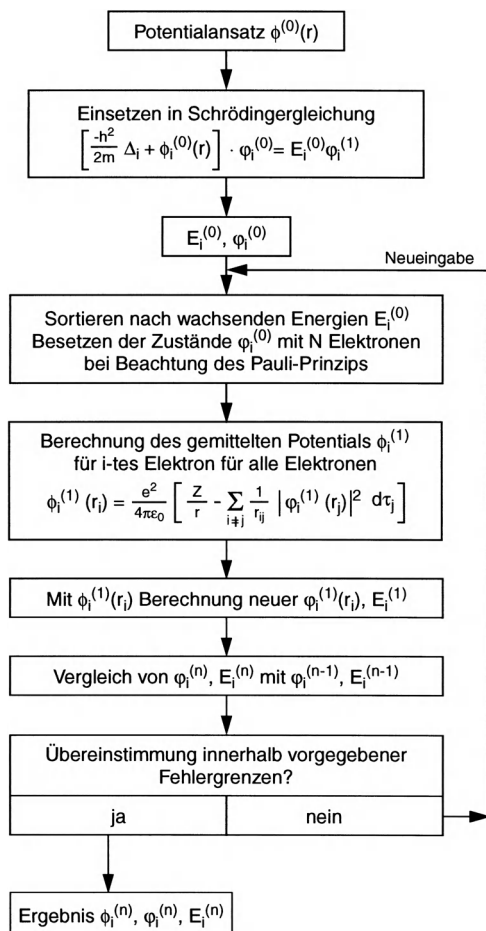 Potentialansatz ϕ⁽⁰⁾(r)
Einsetzen in Schrödingergleichung
[ -h²/2m Δᵢ + ϕᵢ⁽⁰⁾(r) ] · φᵢ⁽⁰⁾= Eᵢ⁽⁰⁾φᵢ⁽¹⁾
Eᵢ⁽⁰⁾, φᵢ⁽⁰⁾
Neueingabe
Sortieren nach wachsenden Energien Eᵢ⁽⁰⁾
Besetzen der Zustände φᵢ⁽⁰⁾ mit N Elektronen
bei Beachtung des Pauli-Prinzips
Berechnung des gemittelten Potentials ϕᵢ⁽¹⁾
für i-tes Elektron für alle Elektronen
ϕᵢ⁽¹⁾ (rᵢ) = e²/4πε₀ [ Z/r - ∑ i‡j 1/rᵢⱼ |φᵢ⁽¹⁾ (rⱼ)|² dτⱼ ]
Mit ϕᵢ⁽¹⁾(rᵢ) Berechnung neuer φᵢ⁽¹⁾(rᵢ), Eᵢ⁽¹⁾
Vergleich von φᵢ⁽ⁿ⁾, Eᵢ⁽ⁿ⁾ mit φᵢ⁽ⁿ⁻¹⁾, Eᵢ⁽ⁿ⁻¹⁾
Übereinstimmung innerhalb vorgegebener
Fehlergrenzen?
ja nein
Ergebnis ϕᵢ⁽ⁿ⁾, φᵢ⁽ⁿ⁾, Eᵢ⁽ⁿ⁾